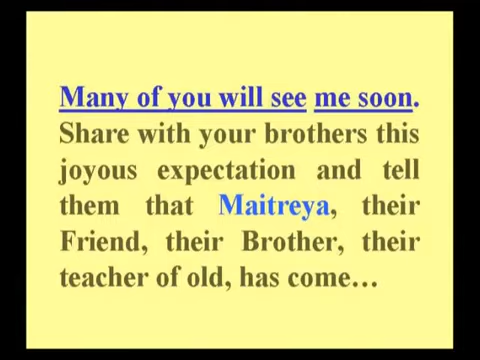 Many of you will see me soon.
Share with your brothers this
joyous expectation and tell
them that Maitreya, their
Friend, their Brother, their
teacher of old, has come…